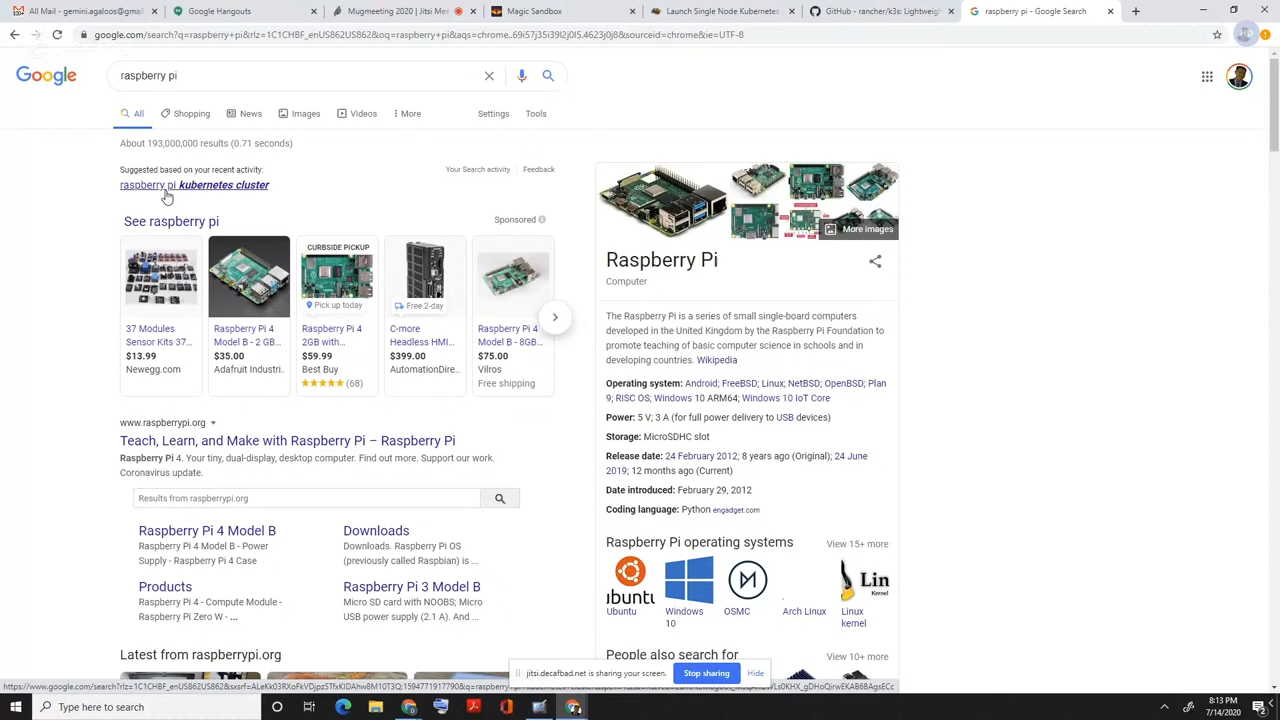 All Mail - gemini.agaloos@gm
Google Hangouts
Mugmeeting 2020 | Jitsi Meet
Magic Sandbox
Launch Single Node Kubernetes
GitHub - rancher/k3s: Lightweigh
raspberry pi - Google Search
google.com/search?q=raspberry+pi&rlz=1C1CHBF_enUS862US862&oq=raspberry+pi&aqs=chrome..69i57j35i39l2j0l5.4623j0j8&sourceid=chrome&ie=UTF-8
Google
raspberry pi
All
Shopping
News
Images
Videos
More
Settings
Tools
About 193,000,000 results (0.71 seconds)
Suggested based on your recent activity:
Your Search activity
Feedback
raspberry pi kubernetes cluster
See raspberry pi
Sponsored
CURBSIDE PICKUP
Pick up today
Free 2-day
37 Modules
Sensor Kits 37...
$13.99
Newegg.com
Raspberry Pi 4
Model B - 2 GB...
$35.00
Adafruit Industri...
Raspberry Pi 4
2GB with...
$59.99
Best Buy
(68)
C-more
Headless HMI...
$399.00
AutomationDire...
Raspberry Pi 4
Model B - 8GB...
$75.00
Vilros
Free shipping
www.raspberrypi.org
Teach, Learn, and Make with Raspberry Pi – Raspberry Pi
Raspberry Pi 4. Your tiny, dual-display, desktop computer. Find out more. Support our work.
Coronavirus update.
Results from raspberrypi.org
Raspberry Pi 4 Model B
Raspberry Pi 4 Model B - Power
Supply - Raspberry Pi 4 Case
Downloads
Downloads. Raspberry Pi OS
(previously called Raspbian) is ...
Products
Raspberry Pi 4 - Compute Module -
Raspberry Pi Zero W - ...
Raspberry Pi 3 Model B
Micro SD card with NOOBS; Micro
USB power supply (2.1 A). And ...
Latest from raspberrypi.org
More images
Raspberry Pi
Computer
The Raspberry Pi is a series of small single-board computers
developed in the United Kingdom by the Raspberry Pi Foundation to
promote teaching of basic computer science in schools and in
developing countries. Wikipedia
Operating system: Android; FreeBSD; Linux; NetBSD; OpenBSD; Plan
9; RISC OS; Windows 10 ARM64; Windows 10 IoT Core
Power: 5 V; 3 A (for full power delivery to USB devices)
Storage: MicroSDHC slot
Release date: 24 February 2012; 8 years ago (Original); 24 June
2019; 12 months ago (Current)
Date introduced: February 29, 2012
Coding language: Python engadget.com
Raspberry Pi operating systems
View 15+ more
ubuntu
Lin
Kernel
Ubuntu
Windows
10
OSMC
Arch Linux
Linux
kernel
People also search for
View 10+ more
jitsi.decafbad.net is sharing your screen.
Stop sharing
Hide
Type here to search
8:13 PM
7/14/2020